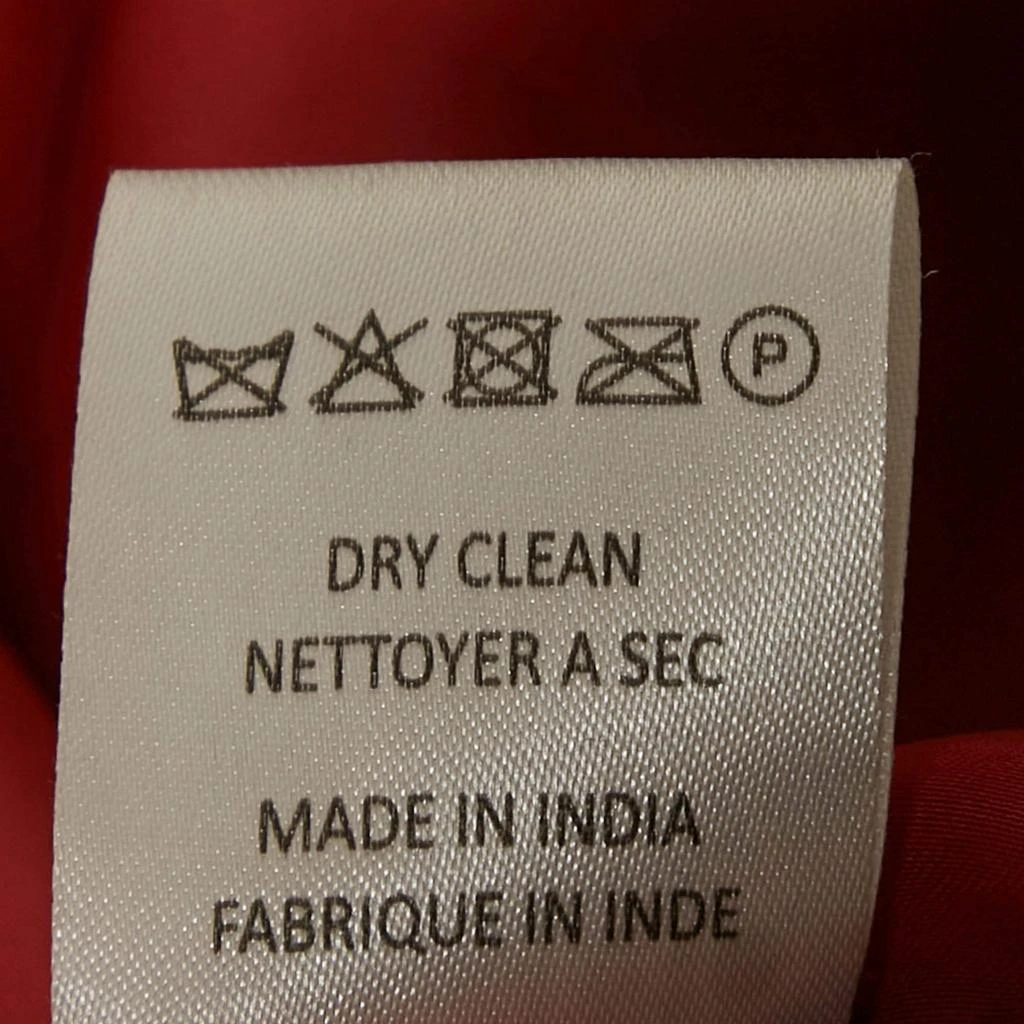 P
DRY CLEAN
NETTOYER A SEC
MADE IN INDIA
FABRIQUE IN INDE